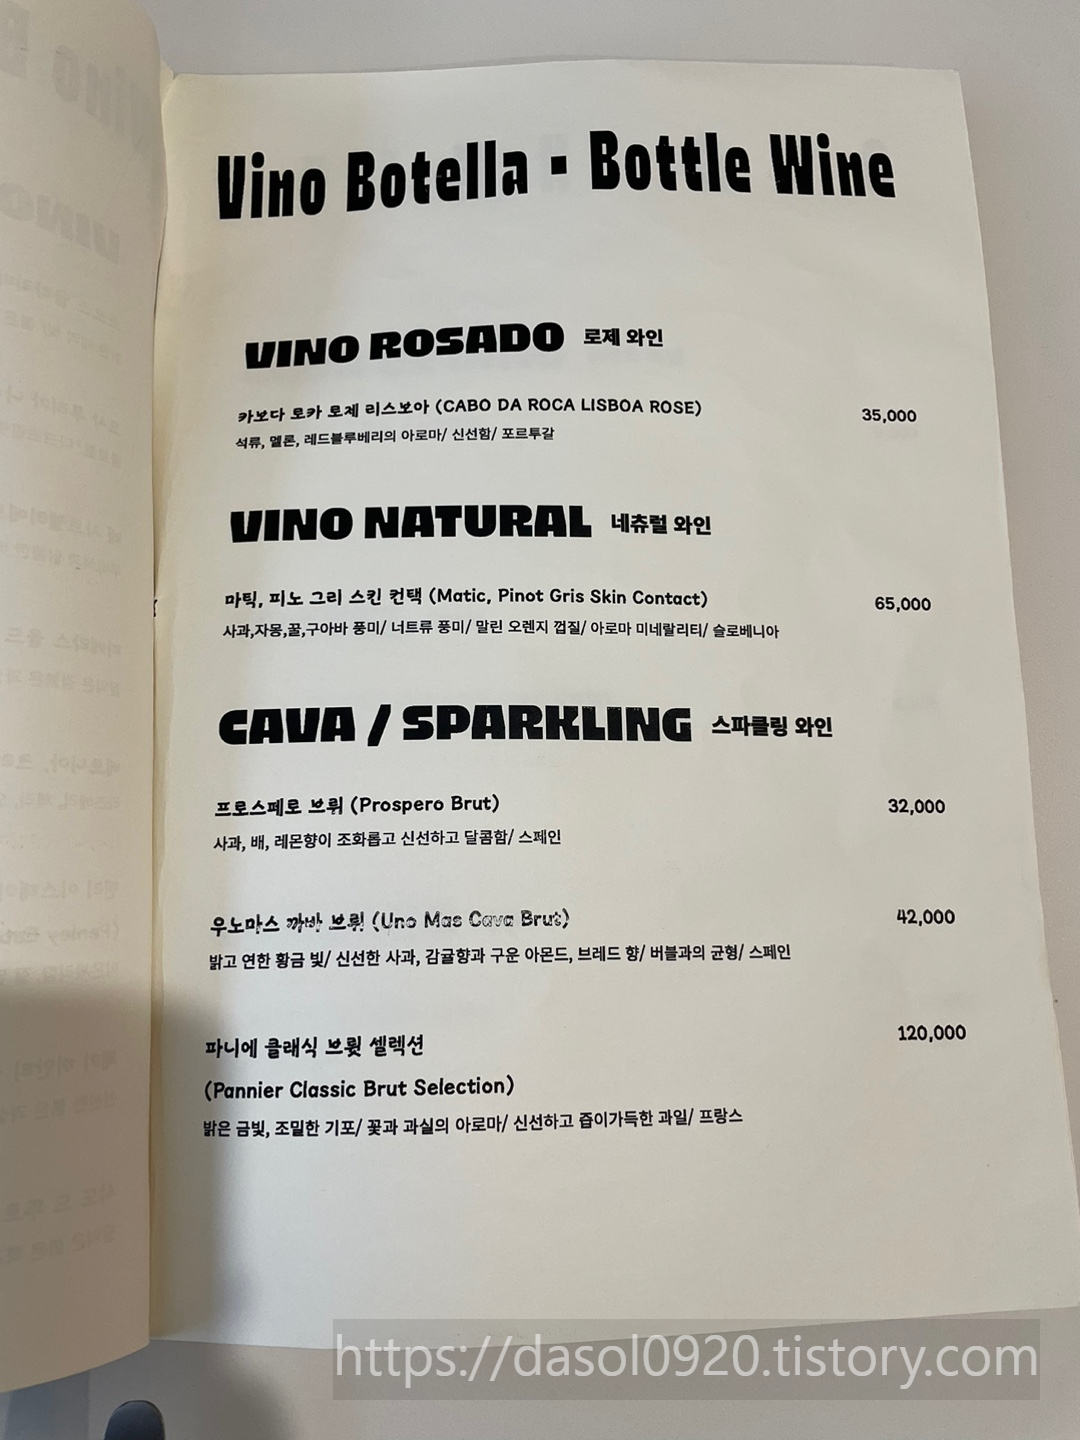 Vino Botella · Bottle Wine
VINO ROSADO 로제 와인
카보다 로카 로제 리스보아 (CABO DA ROCA LISBOA ROSE) 35,000
석류, 멜론, 레드블루베리의 아로마/ 신선함/ 포르투갈
VINO NATURAL 네츄럴 와인
마틱, 피노 그리 스킨 컨택 (Matic, Pinot Gris Skin Contact) 65,000
사과,자몽,꿀,구아바 풍미/ 너트류 풍미/ 말린 오렌지 껍질/ 아로마 미네랄리티/ 슬로베니아
CAVA / SPARKLING 스파클링 와인
프로스페로 브뤼 (Prospero Brut) 32,000
사과, 배, 레몬향이 조화롭고 신선하고 달콤함/ 스페인
우노마스 까바 브뤼 (Uno Mas Cava Brut) 42,000
밝고 연한 황금 빛/ 신선한 사과, 감귤향과 구운 아몬드, 브레드 향/ 버블과의 균형/ 스페인
파니에 클래식 브륏 셀렉션 120,000
(Pannier Classic Brut Selection)
밝은 금빛, 조밀한 기포/ 꽃과 과실의 아로마/ 신선하고 즙이가득한 과일/ 프랑스
https://dasol0920.tistory.com